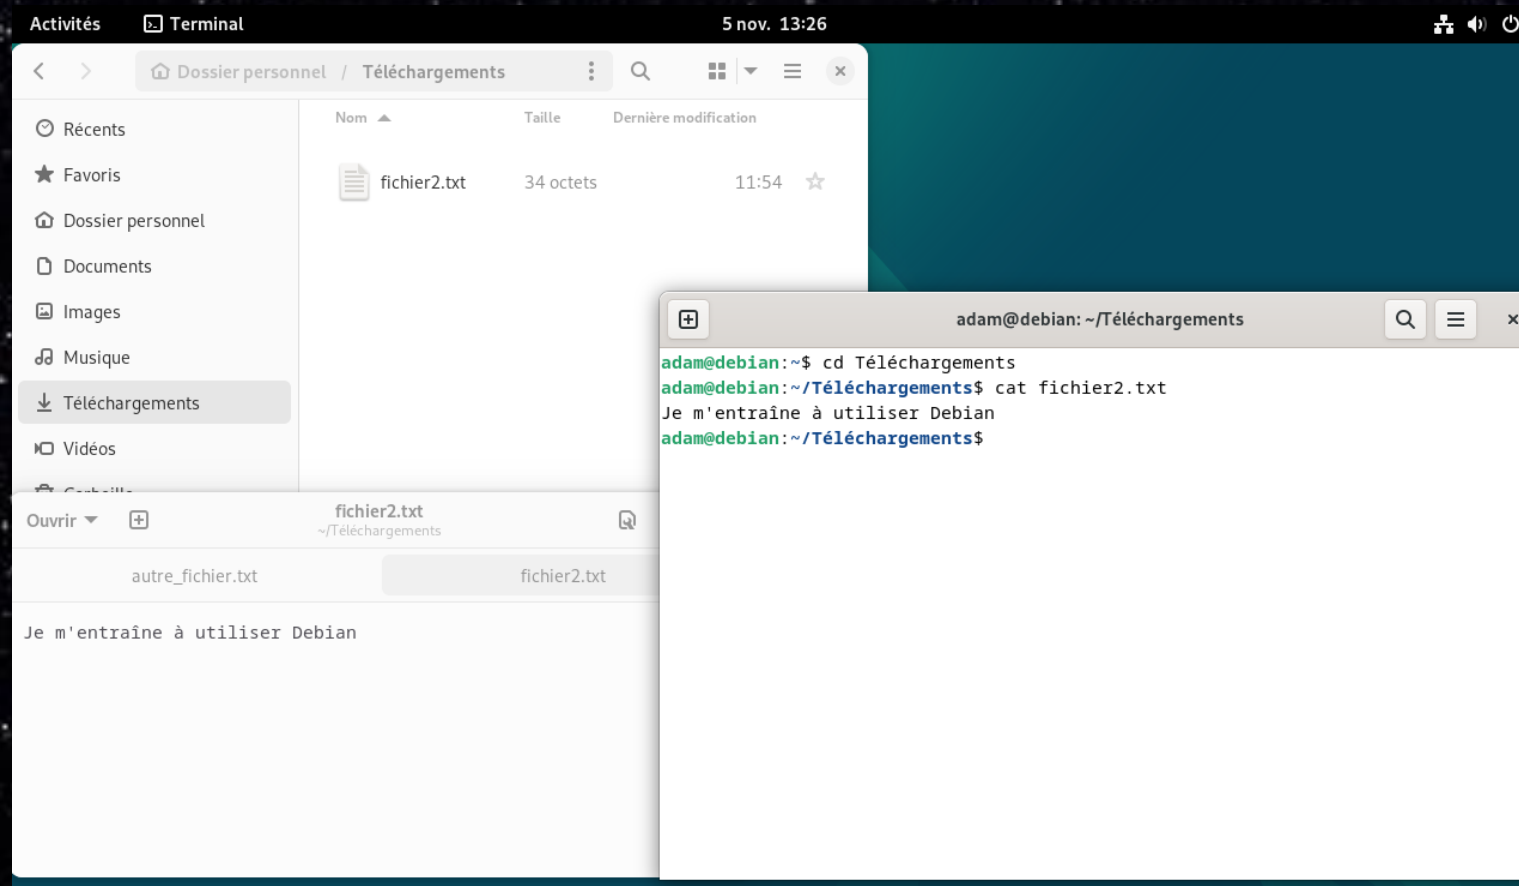 Activités
Terminal
5 nov. 13:26
Dossier personnel / Téléchargements
Récents
Favoris
Dossier personnel
Documents
Images
Musique
Téléchargements
Vidéos
Nom
Taille
Dernière modification
fichier2.txt
34 octets
11:54
Ouvrir
fichier2.txt
~/Téléchargements
autre_fichier.txt
fichier2.txt
Je m'entraîne à utiliser Debian
adam@debian: ~/Téléchargements
adam@debian:~$ cd Téléchargements
adam@debian:~/Téléchargements$ cat fichier2.txt
Je m'entraîne à utiliser Debian
adam@debian:~/Téléchargements$